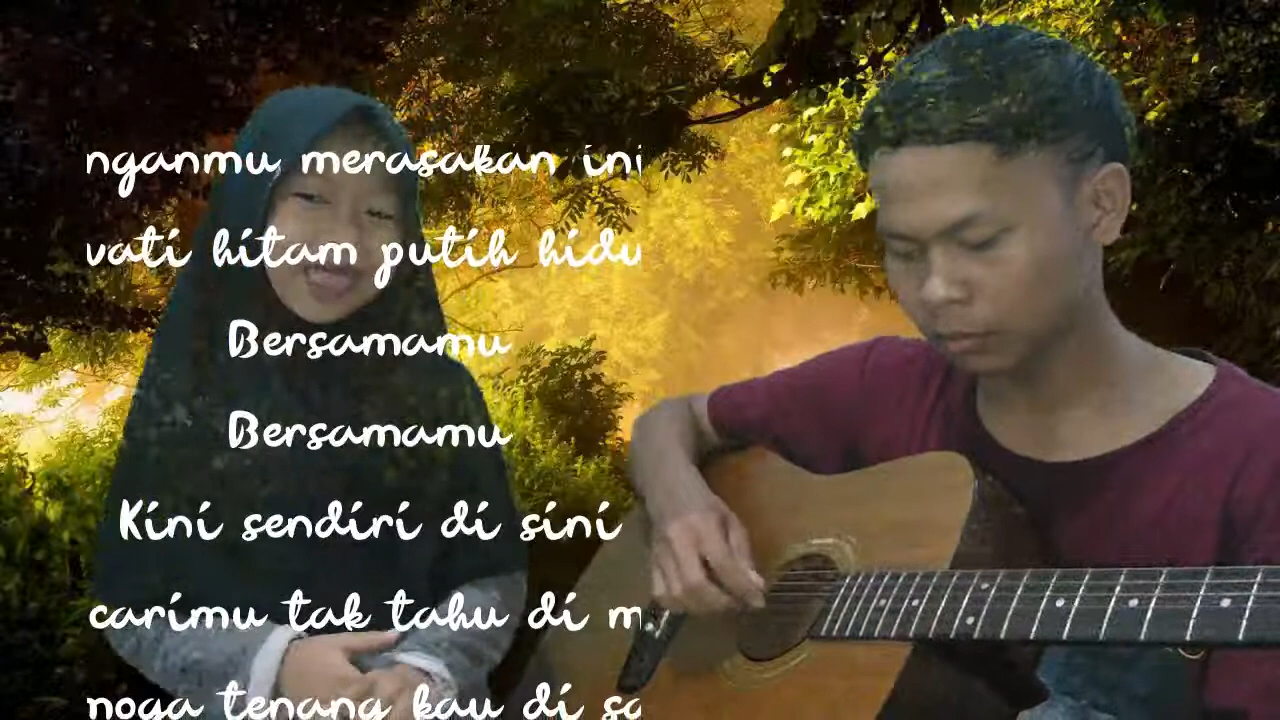 nganmu merasakan ini
vati hitam putih hidu
Bersamamu
Bersamamu
Kini sendiri di sini
carimu tak tahu di m
noga tenang kau di sa